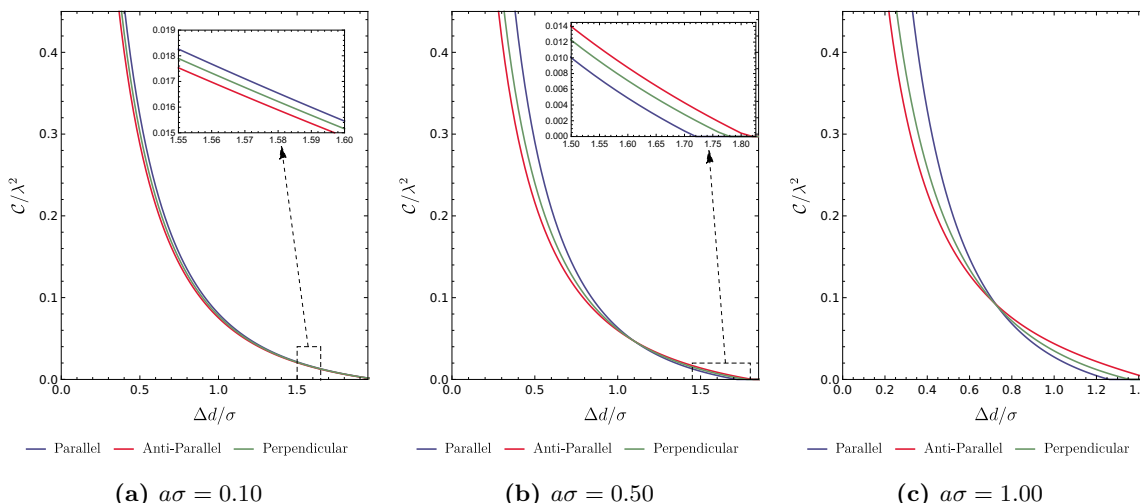 0.4
0.3
0.2
0.1
0.0
C/λ²
0.0 0.5 1.0 1.5
Δd/σ
0.019
0.018
0.017
0.016
0.015
1.55 1.56 1.57 1.58 1.59 1.60
Parallel Anti-Parallel Perpendicular
(a) aσ = 0.10
0.4
0.3
0.2
0.1
0.0
C/λ²
0.0 0.5 1.0 1.5
Δd/σ
0.014
0.012
0.010
0.008
0.006
0.004
0.002
0.000
1.50 1.55 1.60 1.65 1.70 1.75 1.80
Parallel Anti-Parallel Perpendicular
(b) aσ = 0.50
0.4
0.3
0.2
0.1
0.0
C/λ²
0.0 0.2 0.4 0.6 0.8 1.0 1.2 1.4
Δd/σ
Parallel Anti-Parallel Perpendicular
(c) aσ = 1.00